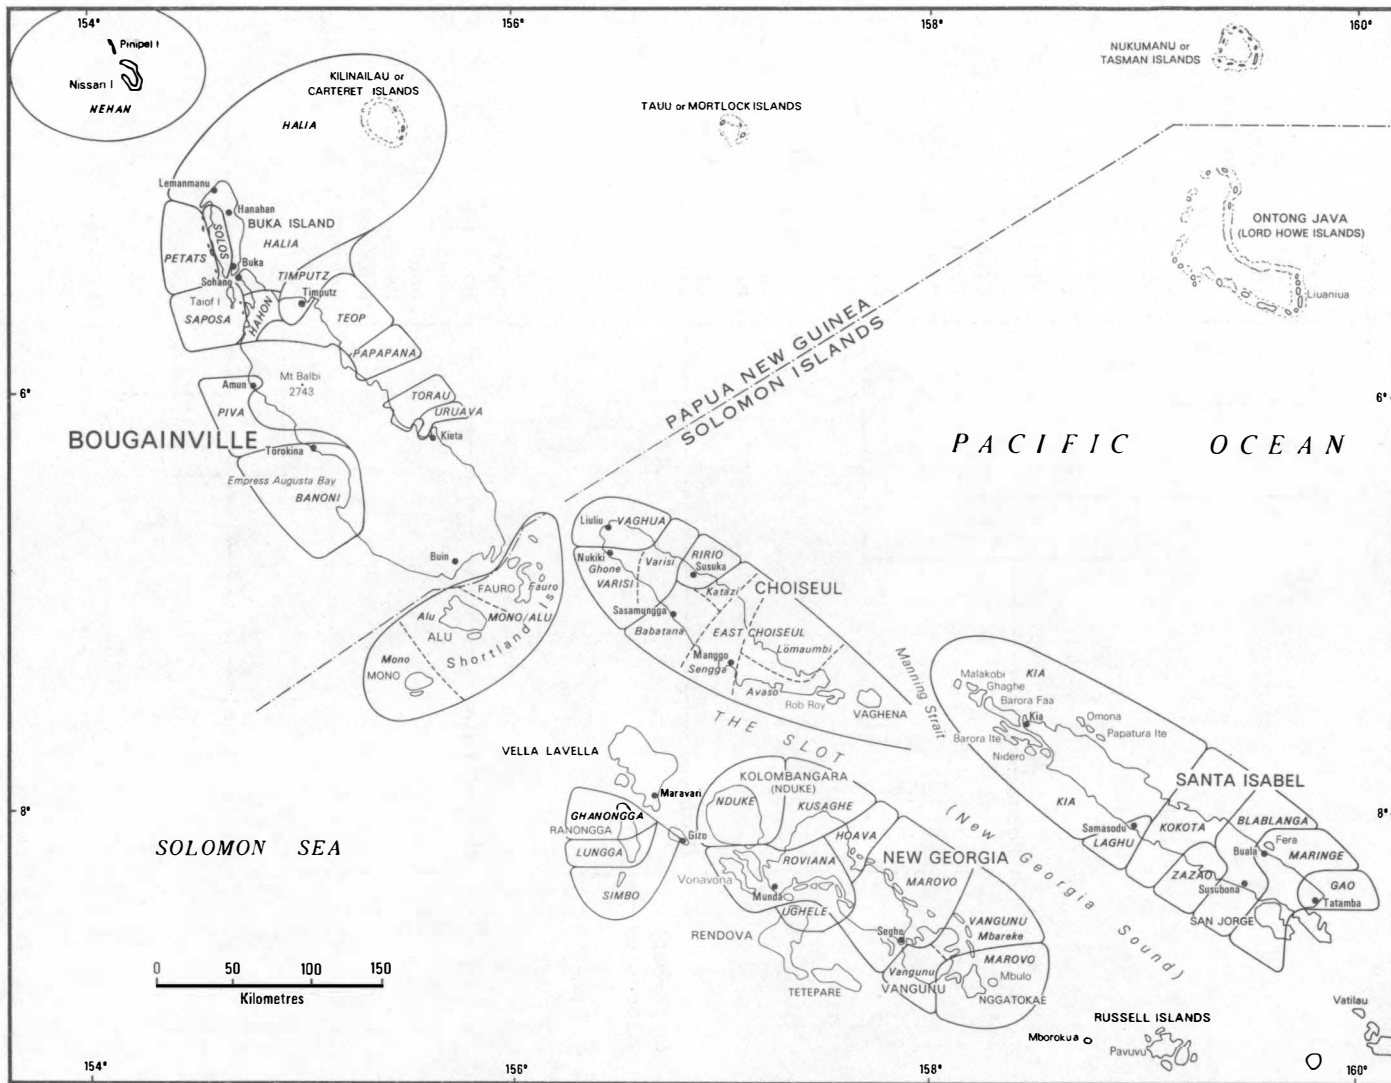 154°
156°
158°
160°
Pinipel I
Nissan I
NEHAN
KILINAILAU or
CARTERET ISLANDS
HALIA
TAUU or MORTLOCK ISLANDS
NUKUMANU or
TASMAN ISLANDS
Lemanmanu
Hanahan
BUKA ISLAND
HALIA
SOLOS
PETATS
Buka
Sohano
TIMPUTZ
Timputz
Taiof I
SAPOSA
HAHON
TEOP
PAPAPANA
ONTONG JAVA
(LORD HOWE ISLANDS)
Liuaniua
PAPUA NEW GUINEA
SOLOMON ISLANDS
Mt Balbi
2743
Amun
6°
6°
PIVA
TORAU
URUAVA
Kieta
BOUGAINVILLE
Torokina
PACIFIC OCEAN
Empress Augusta Bay
BANONI
Buin
Liuliu
VAGHUA
Nukiki
Ghone
VARISI
Varisi
RIRIO
Susuka
Katazi
CHOISEUL
FAURO
Fauro
Alu
ALU
MONO/ALU
Shortland Is
Mono
MONO
Sasamungga
Babatana
EAST CHOISEUL
Lomaumbi
Manggo
Sengga
Avaso
Rob Roy
VAGHENA
Manning Strait
THE SLOT
Malakobi
Ghaghe
KIA
Barora Faa
Kia
Omona
Papatura Ite
Barora Ite
Nidero
SANTA ISABEL
VELLA LAVELLA
Maravari
KOLOMBANGARA
(NDUKE)
NDUKE
KUSAGHE
8°
8°
GHANONGGA
RANONGGA
Gizo
LUNGGA
SIMBO
HOAVA
NEW GEORGIA
ROVIANA
Vonavona
Munda
MAROVO
UGHELE
(New Georgia Sound)
KIA
Samasodu
LAGHU
KOKOTA
BLABLANGA
Fera
Buala
MARINGE
ZAZAO
Susubona
GAO
Tatamba
SAN JORGE
SOLOMON SEA
RENDOVA
Seghe
VANGUNU
Mbareke
MAROVO
Mbulo
Vangunu
VANGUNU
NGGATOKAE
TETEPARE
0 50 100 150
Kilometres
RUSSELL ISLANDS
Mborokua
Pavuvu
Vatilau
154°
156°
158°
160°